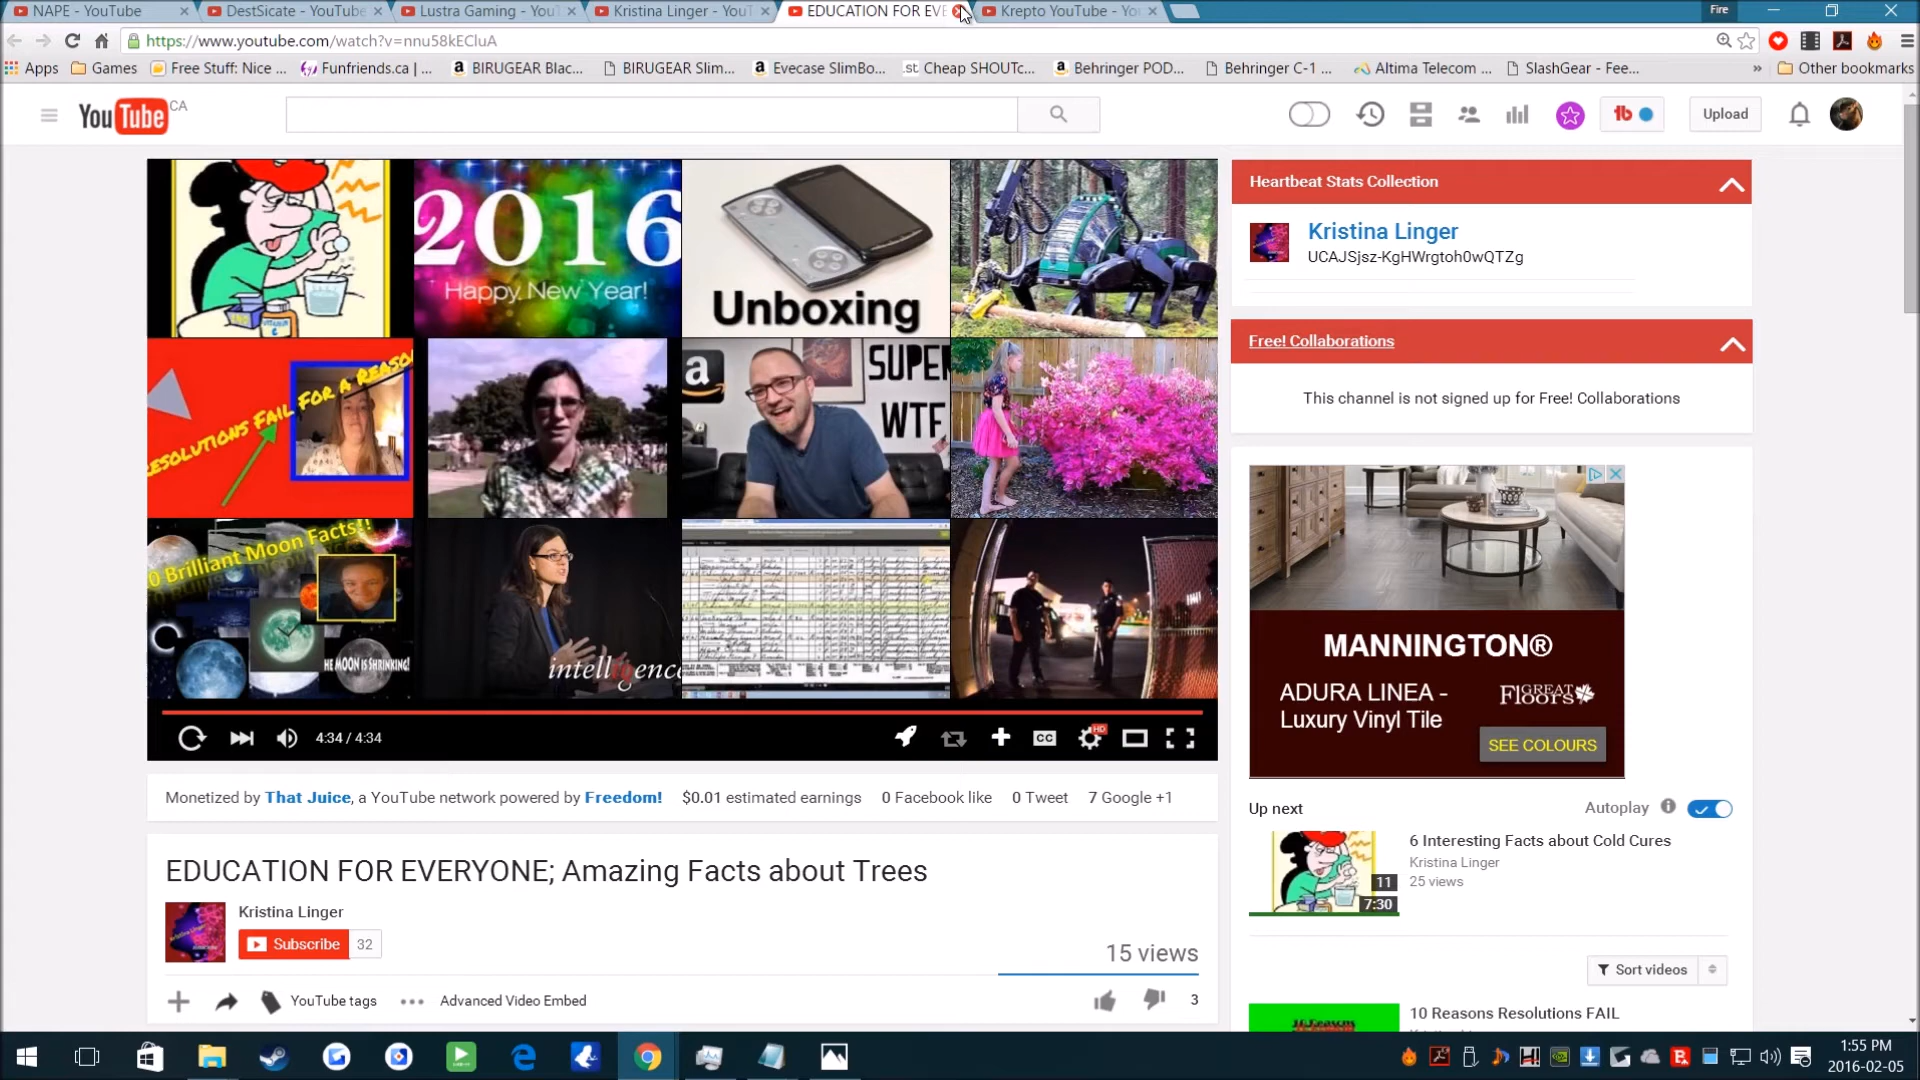 NAPE - YouTube
DestSicate - YouTube
Lustra Gaming - YouT
Kristina Linger - YouT
EDUCATION FOR EVE
Krepto YouTube - Yo
Fire
https://www.youtube.com/watch?v=nnu58kECluA
Apps
Games
Free Stuff: Nice ...
Funfriends.ca | ...
BIRUGEAR Blac...
BIRUGEAR Slim...
Evecase SlimBo...
Cheap SHOUTc...
Behringer POD...
Behringer C-1 ...
Altima Telecom ...
SlashGear - Fee...
»
Other bookmarks
YouTube CA
Upload
2016
Happy New Year!
Unboxing
RESOLUTIONS FAIL FOR A REASON
SUPER
WTF
0 Brilliant Moon Facts!!
HE MOON IS SHRINKING!
intelligenc
4:34 / 4:34
CC
HD
Monetized by That Juice, a YouTube network powered by Freedom!
$0.01 estimated earnings
0 Facebook like
0 Tweet
7 Google +1
EDUCATION FOR EVERYONE; Amazing Facts about Trees
Kristina Linger
Subscribe 32
15 views
YouTube tags
Advanced Video Embed
3
Heartbeat Stats Collection
Kristina Linger
UCAJSjsz-KgHWrgtoh0wQTZg
Free! Collaborations
This channel is not signed up for Free! Collaborations
MANNINGTON®
ADURA LINEA -
Luxury Vinyl Tile
GREAT
Floors
SEE COLOURS
Up next
Autoplay
6 Interesting Facts about Cold Cures
Kristina Linger
25 views
11
7:30
Sort videos
10 Reasons Resolutions FAIL
1:55 PM
2016-02-05